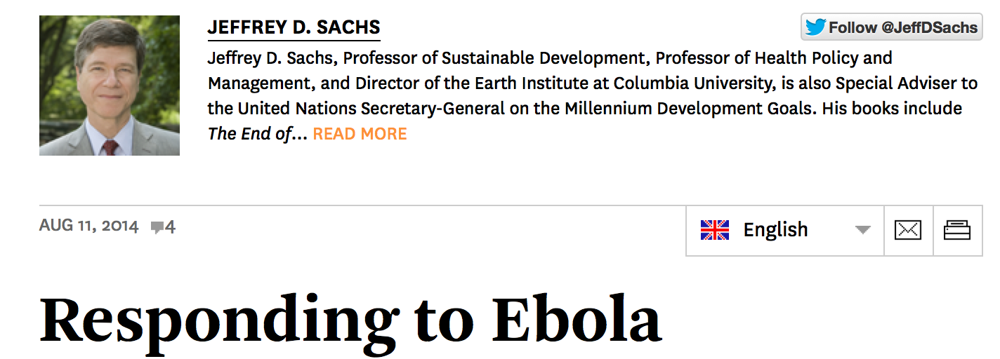 JEFFREY D. SACHS
Follow @JeffDSachs
Jeffrey D. Sachs, Professor of Sustainable Development, Professor of Health Policy and
Management, and Director of the Earth Institute at Columbia University, is also Special Adviser to
the United Nations Secretary-General on the Millennium Development Goals. His books include
The End of... READ MORE
AUG 11, 2014 4
English
Responding to Ebola